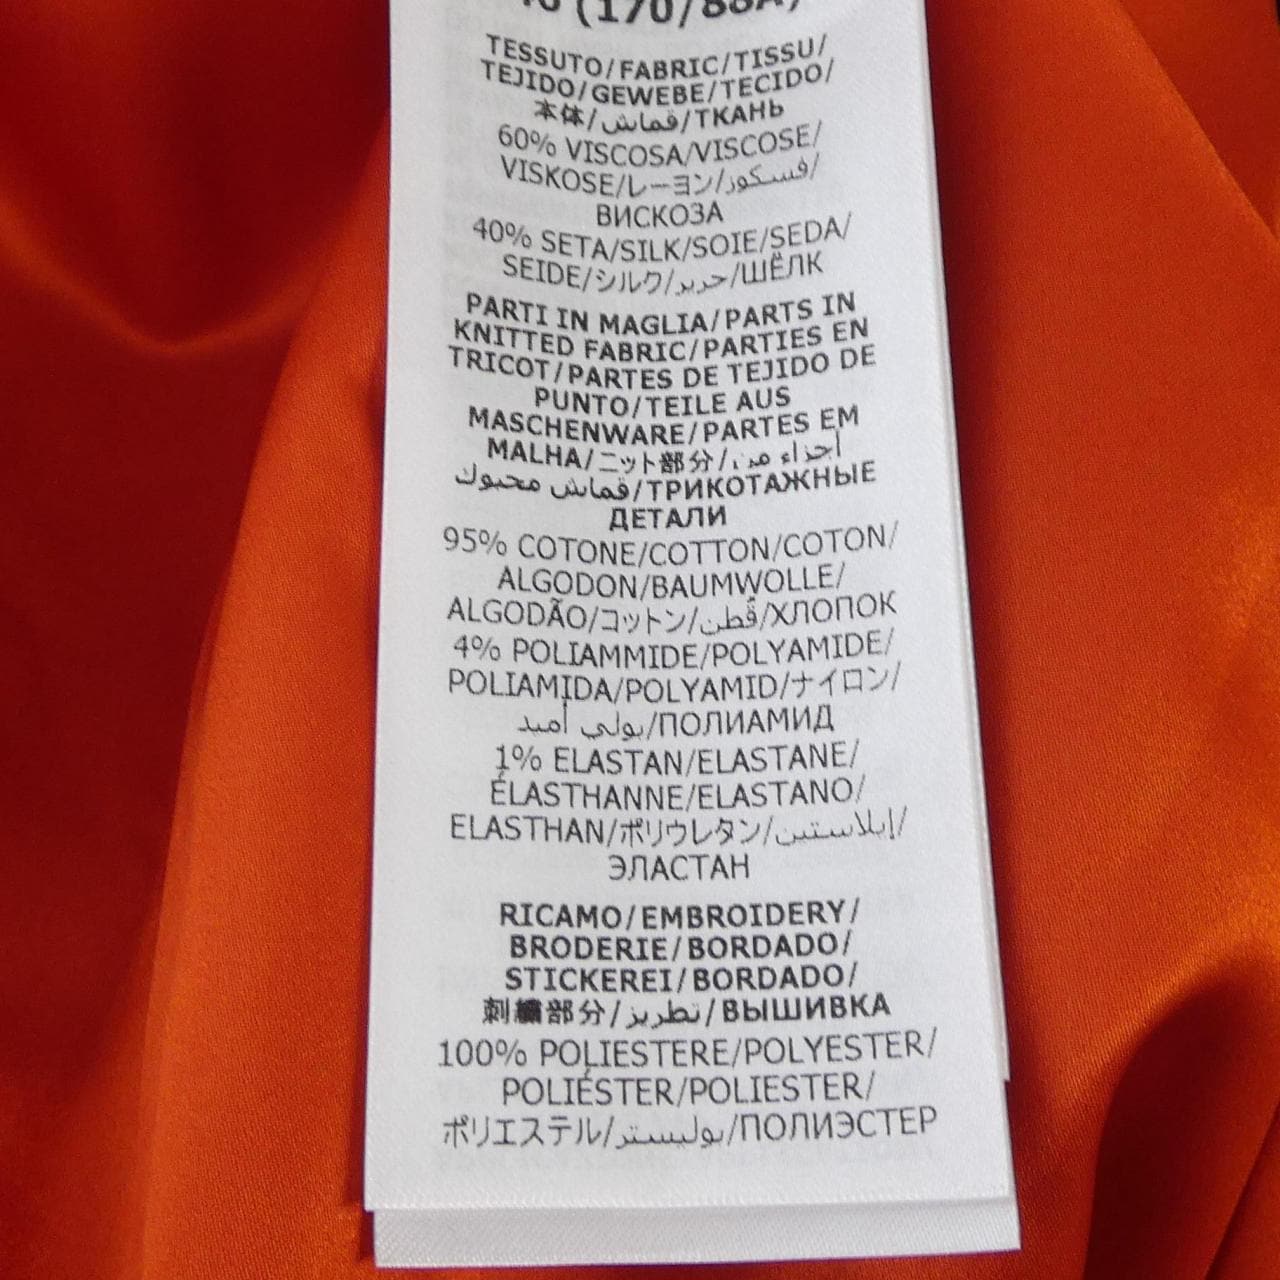 (170/88A)
TESSUTO/FABRIC/TISSU/
TEJIDO/GEWEBE/TECIDO/
本体/قماش/ТКАНЬ
60% VISCOSA/VISCOSE/
VISKOSE/レーヨン/فسكوز/
ВИСКОЗА
40% SETA/SILK/SOIE/SEDA/
SEIDE/シルク/حرير/ШЁЛК
PARTI IN MAGLIA/PARTS IN
KNITTED FABRIC/PARTIES EN
TRICOT/PARTES DE TEJIDO DE
PUNTO/TEILE AUS
MASCHENWARE/PARTES EM
MALHA/ニット部分/أجزاء من،
قماش محبوك/ТРИКОТАЖНЫЕ
ДЕТАЛИ
95% COTONE/COTTON/COTON/
ALGODON/BAUMWOLLE/
ALGODÃO/コットン/قُطن/ХЛОПОК
4% POLIAMMIDE/POLYAMIDE/
POLIAMIDA/POLYAMID/ナイロン/
بولي أميد/ПОЛИАМИД
1% ELASTAN/ELASTANE/
ÉLASTHANNE/ELASTANO/
ELASTHAN/ポリウレタン/إيلاستين/
ЭЛАСТАН
RICAMO/EMBROIDERY/
BRODERIE/BORDADO/
STICKEREI/BORDADO/
刺繍部分/تطريز/ВЫШИВКА
100% POLIESTERE/POLYESTER/
POLIÉSTER/POLIESTER/
ポリエステル/بوليستر/ПОЛИЭСТЕР